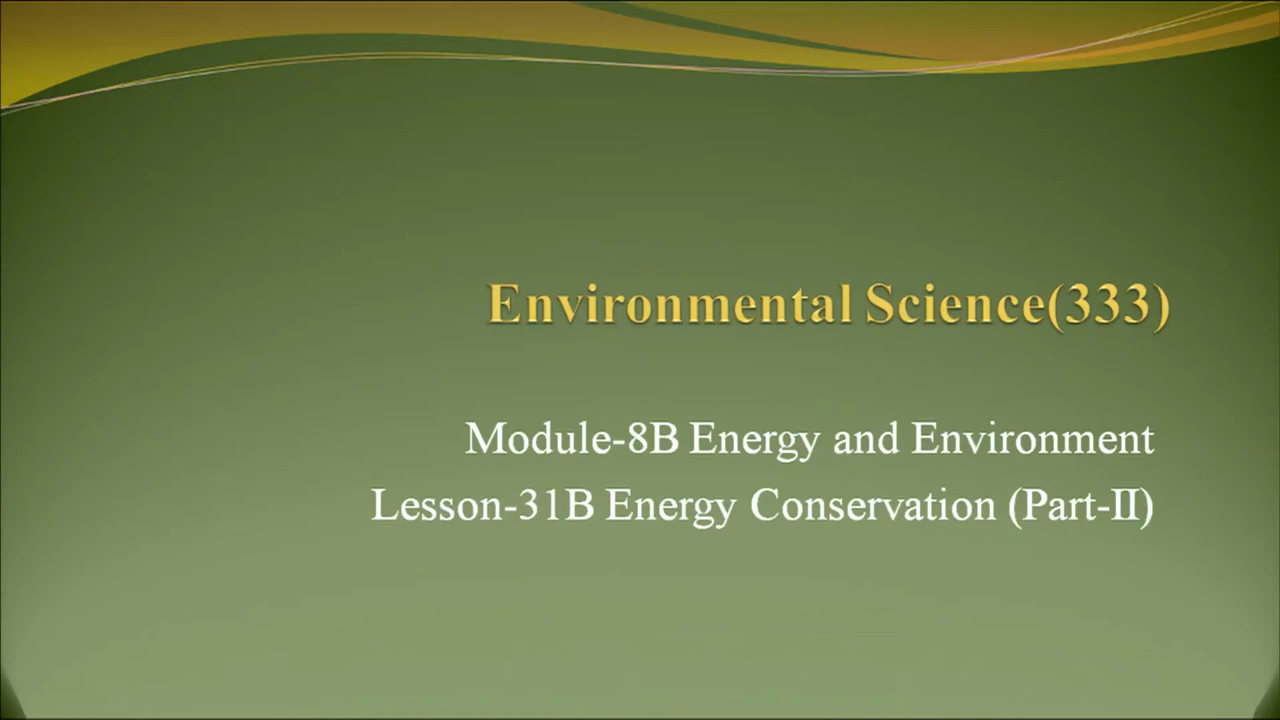 Environmental Science(333)
Module-8B Energy and Environment
Lesson-31B Energy Conservation (Part-II)